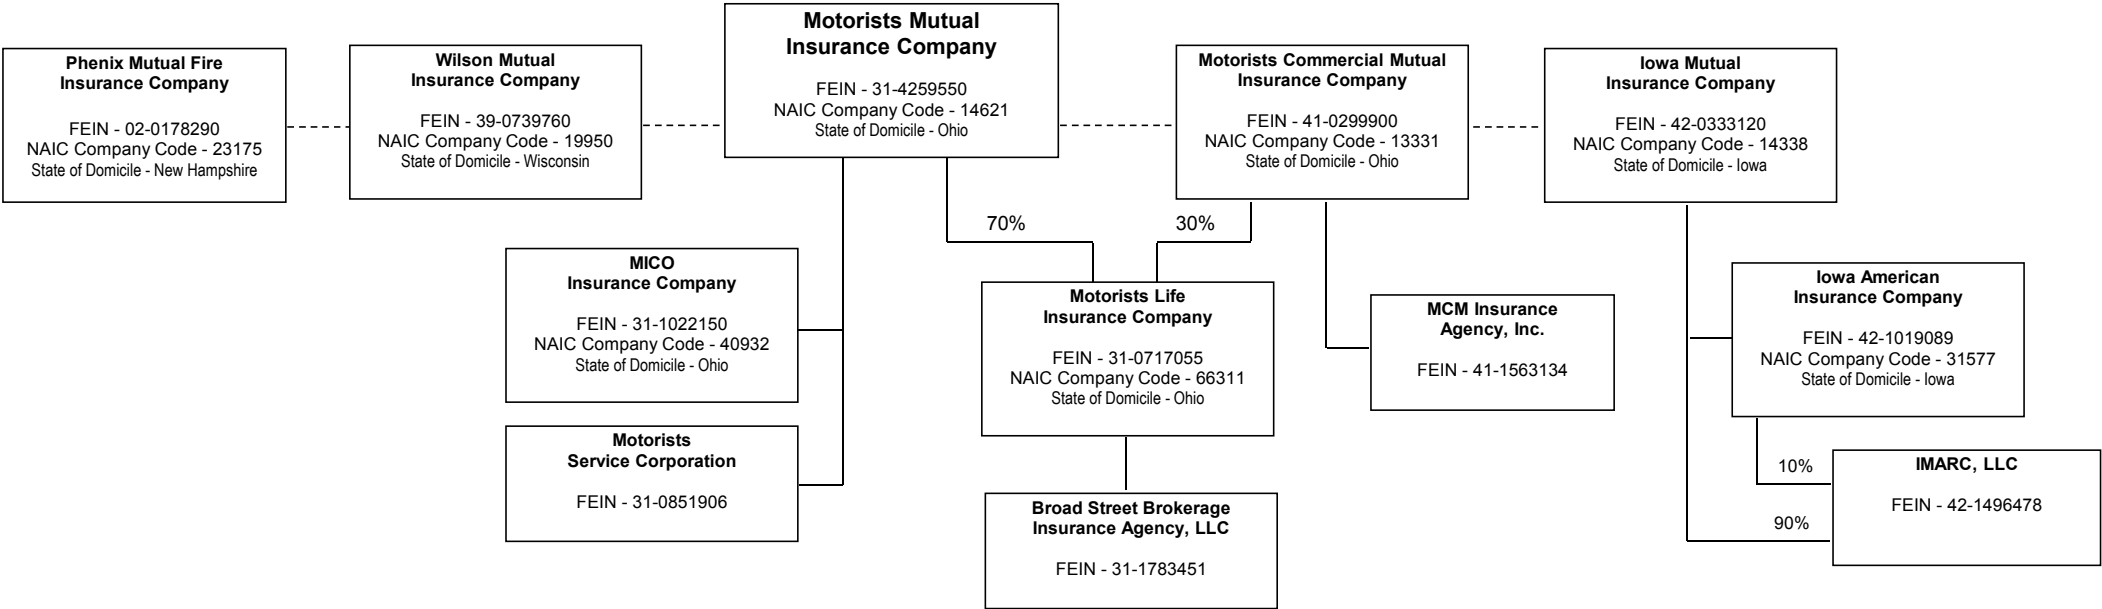 Phenix Mutual Fire
Insurance Company
FEIN - 02-0178290
NAIC Company Code - 23175
State of Domicile - New Hampshire
Wilson Mutual
Insurance Company
FEIN - 39-0739760
NAIC Company Code - 19950
State of Domicile - Wisconsin
Motorists Mutual
Insurance Company
FEIN - 31-4259550
NAIC Company Code - 14621
State of Domicile - Ohio
Motorists Commercial Mutual
Insurance Company
FEIN - 41-0299900
NAIC Company Code - 13331
State of Domicile - Ohio
Iowa Mutual
Insurance Company
FEIN - 42-0333120
NAIC Company Code - 14338
State of Domicile - Iowa
70%
30%
MICO
Insurance Company
FEIN - 31-1022150
NAIC Company Code - 40932
State of Domicile - Ohio
Motorists Life
Insurance Company
FEIN - 31-0717055
NAIC Company Code - 66311
State of Domicile - Ohio
MCM Insurance
Agency, Inc.
FEIN - 41-1563134
Iowa American
Insurance Company
FEIN - 42-1019089
NAIC Company Code - 31577
State of Domicile - Iowa
Motorists
Service Corporation
FEIN - 31-0851906
Broad Street Brokerage
Insurance Agency, LLC
FEIN - 31-1783451
10%
90%
IMARC, LLC
FEIN - 42-1496478